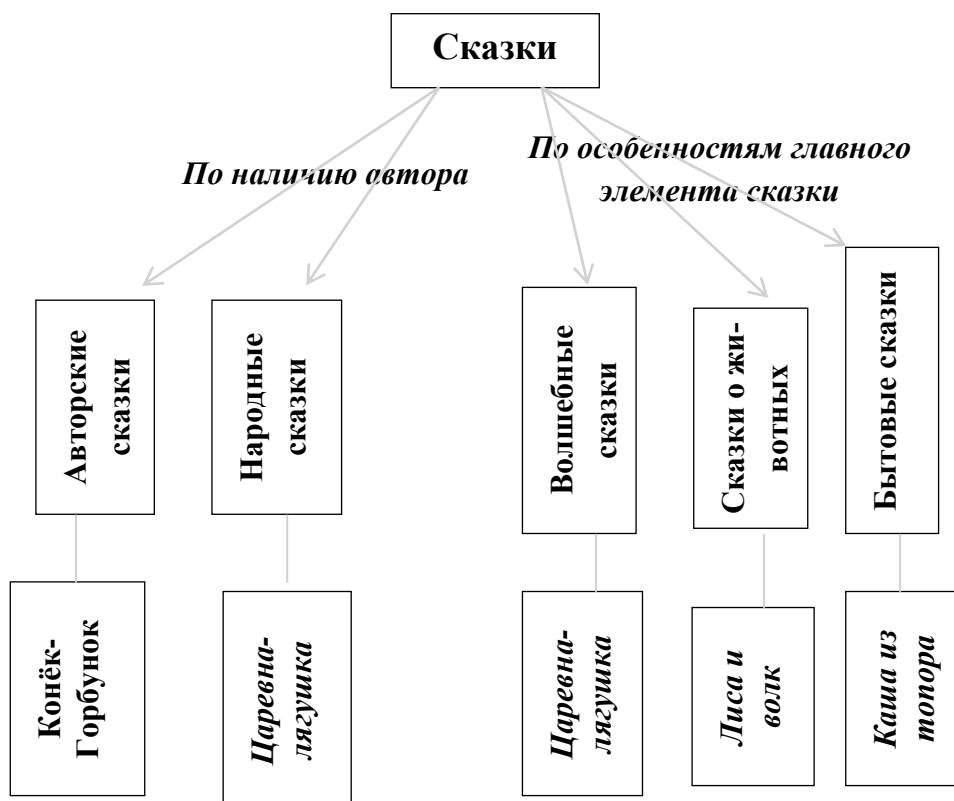 Сказки
По наличию автора
По особенностям главного
элемента сказки
Авторские
сказки
Народные
сказки
Волшебные
сказки
Сказки о жи-
вотных
Бытовые сказки
Конёк-
Горбунок
Царевна-
лягушка
Царевна-
лягушка
Лиса и
волк
Каша из
топора